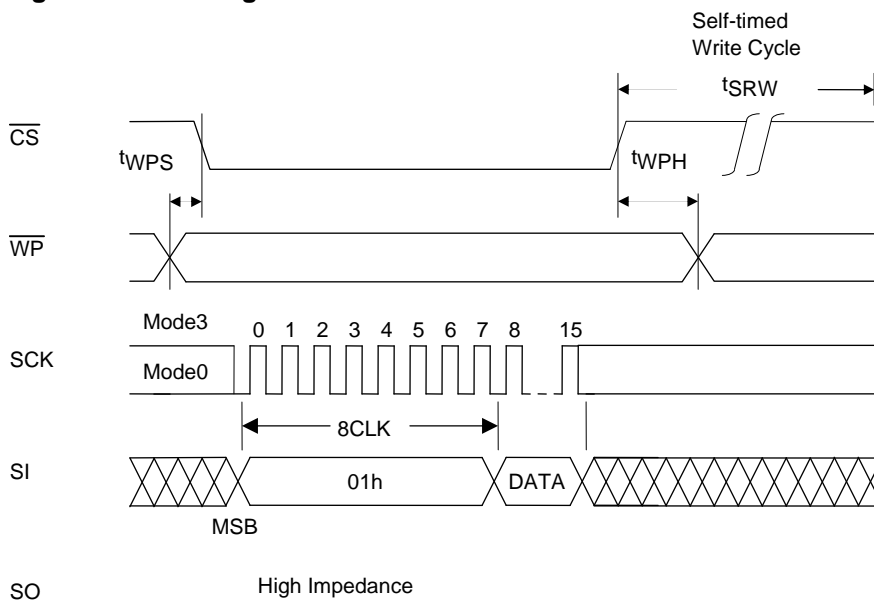 Self-timed
Write Cycle
tSRW
CS
tWPS
tWPH
WP
Mode3
0 1 2 3 4 5 6 7 8 15
SCK
Mode0
8CLK
SI
01h
DATA
MSB
High Impedance
SO